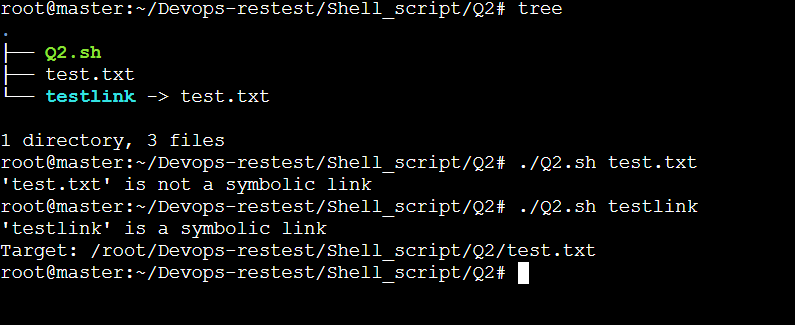 root@master:~/Devops-restest/Shell_script/Q2# tree
.
├── Q2.sh
├── test.txt
└── testlink -> test.txt
1 directory, 3 files
root@master:~/Devops-restest/Shell_script/Q2# ./Q2.sh test.txt
'test.txt' is not a symbolic link
root@master:~/Devops-restest/Shell_script/Q2# ./Q2.sh testlink
'testlink' is a symbolic link
Target: /root/Devops-restest/Shell_script/Q2/test.txt
root@master:~/Devops-restest/Shell_script/Q2#